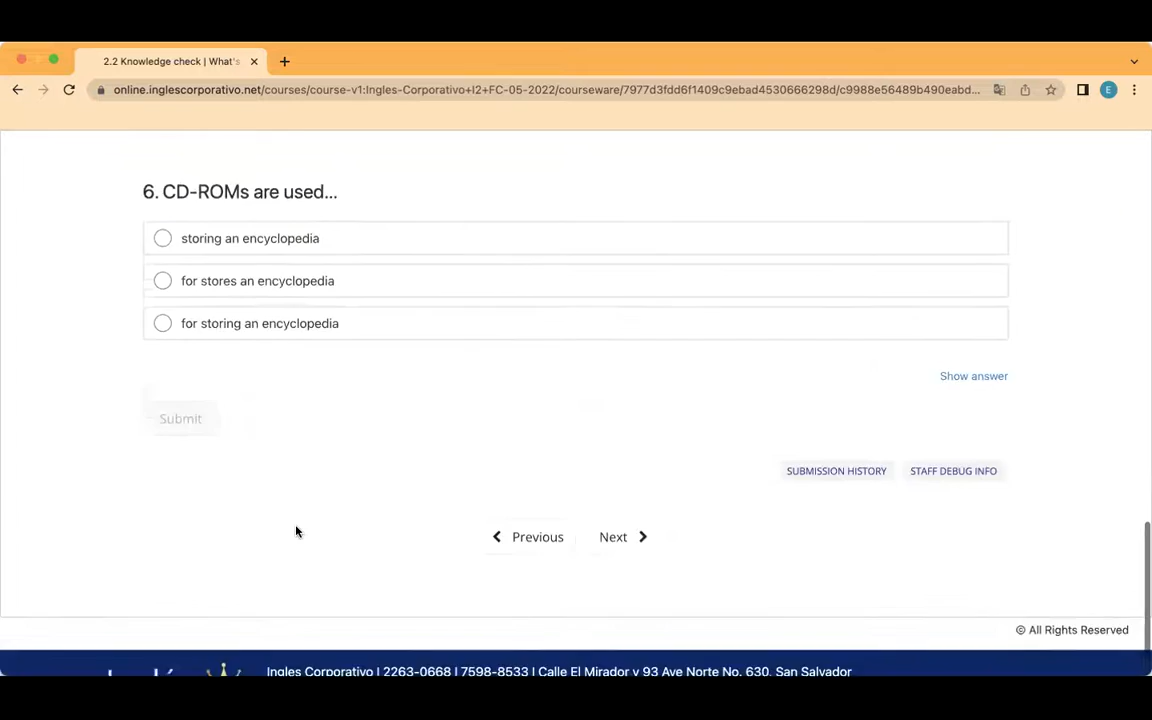 2.2 Knowledge check | What's
online.inglescorporativo.net/courses/course-v1:Ingles-Corporativo+I2+FC-05-2022/courseware/7977d3fdd6f1409c9ebad4530666298d/c9988e56489b490eabd...
E
6. CD-ROMs are used...
storing an encyclopedia
for stores an encyclopedia
for storing an encyclopedia
Show answer
Submit
SUBMISSION HISTORY STAFF DEBUG INFO
Previous Next
© All Rights Reserved
Ingles Corporativo | 2263-0668 | 7598-8533 | Calle El Mirador y 93 Ave Norte No. 630, San Salvador